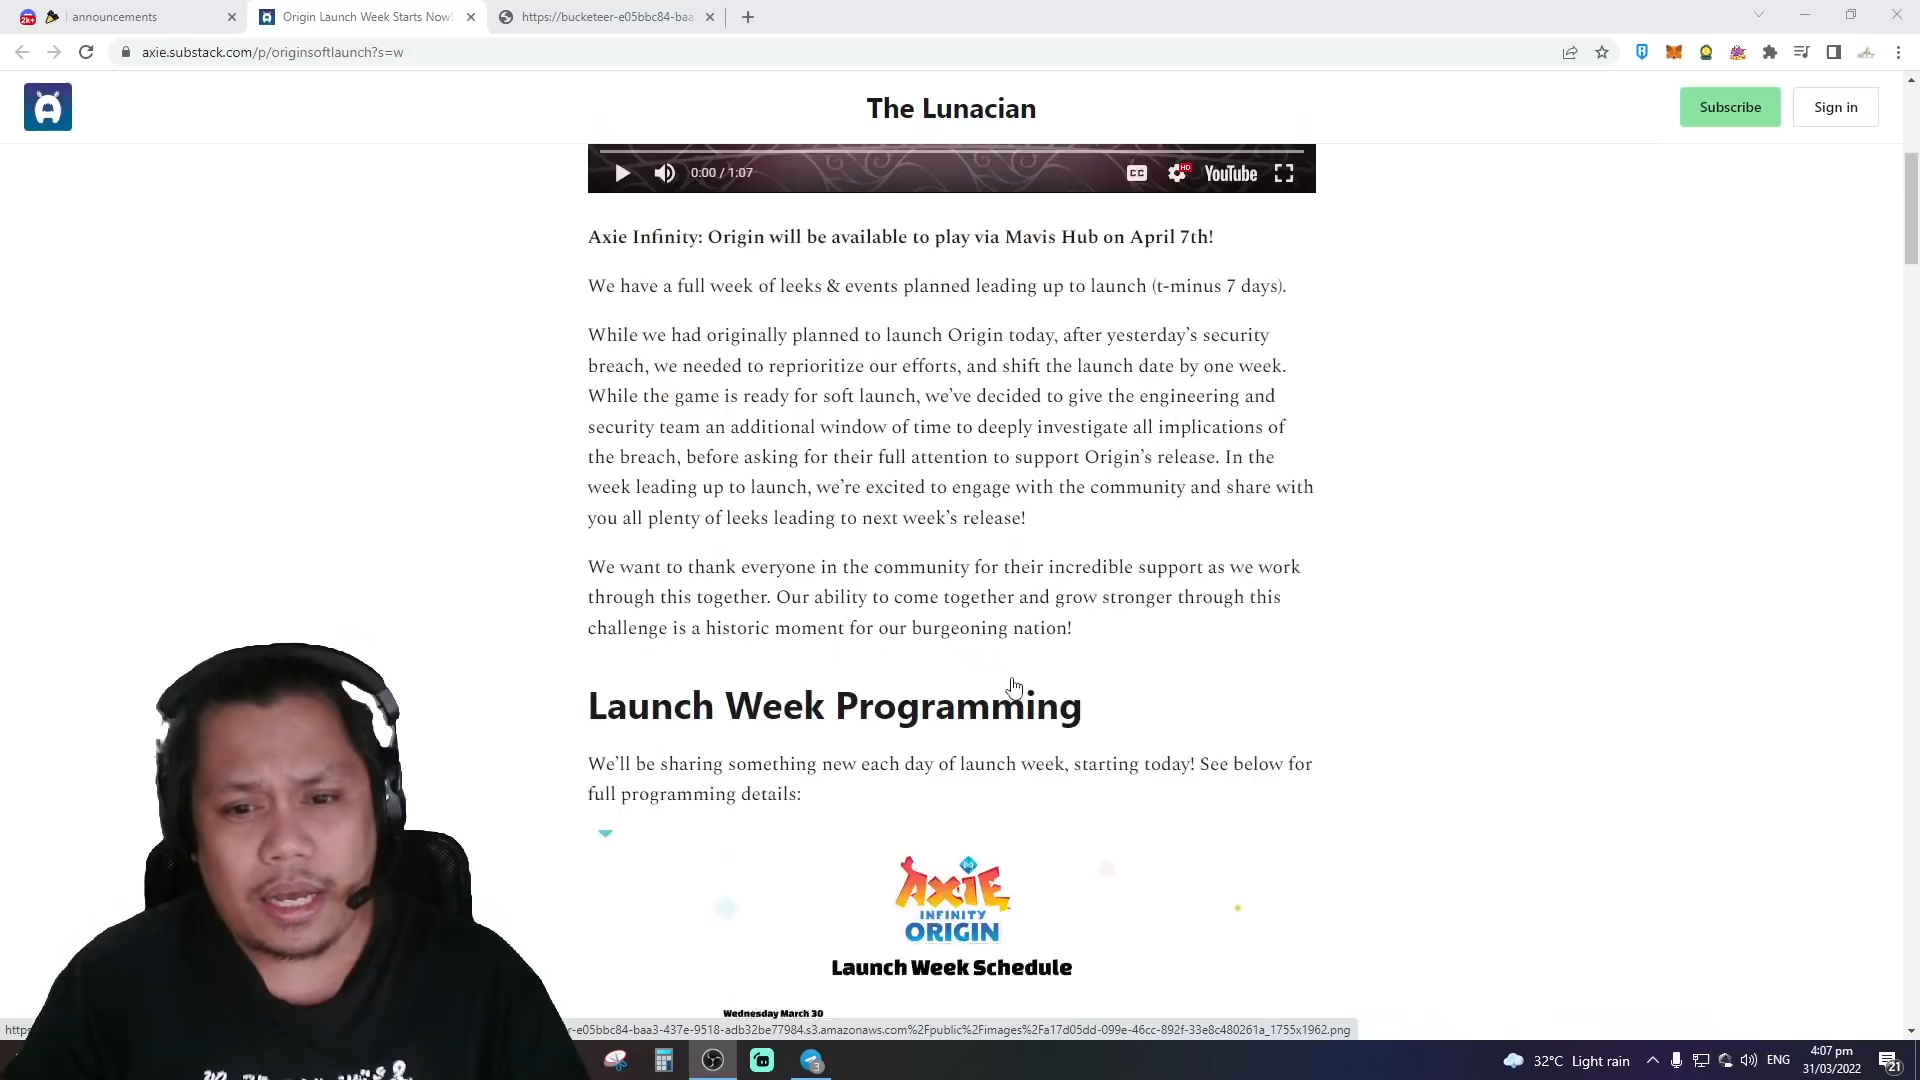 2k+
announcements
Origin Launch Week Starts Now!
https://bucketeer-e05bbc84-baa
axie.substack.com/p/originsoftlaunch?s=w
The Lunacian
Subscribe
Sign in
0:00 / 1:07
CC
HD
YouTube
Axie Infinity: Origin will be available to play via Mavis Hub on April 7th!
We have a full week of leeks & events planned leading up to launch (t-minus 7 days).
While we had originally planned to launch Origin today, after yesterday’s security
breach, we needed to reprioritize our efforts, and shift the launch date by one week.
While the game is ready for soft launch, we’ve decided to give the engineering and
security team an additional window of time to deeply investigate all implications of
the breach, before asking for their full attention to support Origin’s release. In the
week leading up to launch, we’re excited to engage with the community and share with
you all plenty of leeks leading to next week’s release!
We want to thank everyone in the community for their incredible support as we work
through this together. Our ability to come together and grow stronger through this
challenge is a historic moment for our burgeoning nation!
Launch Week Programming
We’ll be sharing something new each day of launch week, starting today! See below for
full programming details:
AXIE
INFINITY
ORIGIN
Launch Week Schedule
Wednesday March 30
https
r-e05bbc84-baa3-437e-9518-adb32be77984.s3.amazonaws.com%2Fpublic%2Fimages%2Fa17d05dd-099e-46cc-892f-33e8c480261a_1755x1962.png
3
32°C Light rain
ENG
4:07 pm
31/03/2022
21